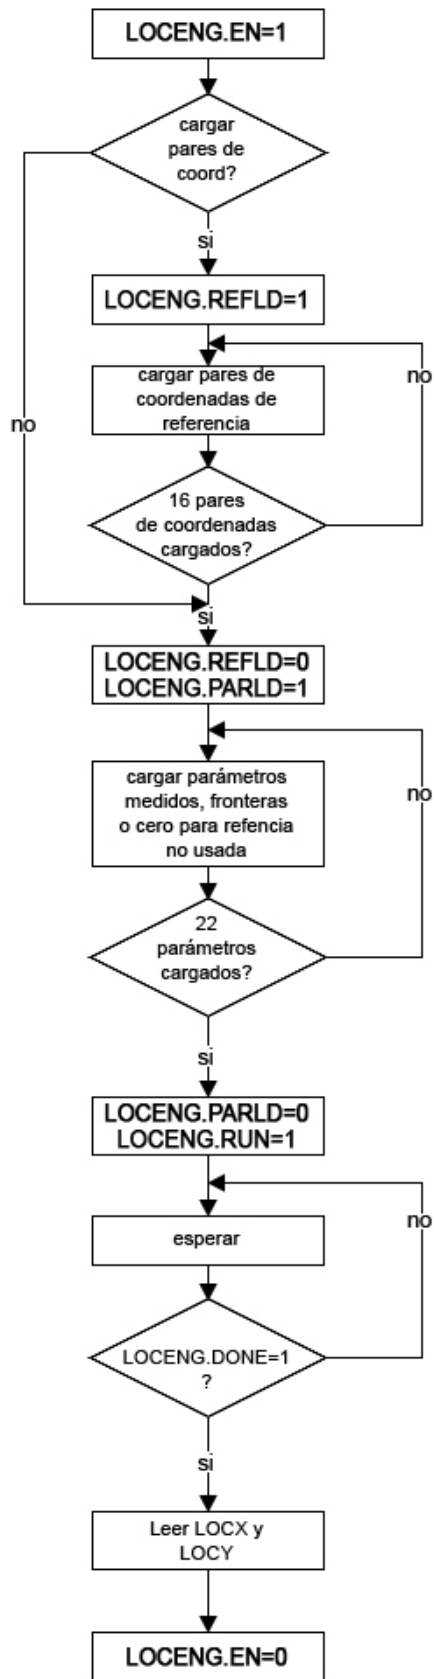 LOCENG.EN=1
cargar
pares de
coord?
si
LOCENG.REFLD=1
cargar pares de
coordenadas de
referencia
no
no
16 pares
de coordenadas
cargados?
si
LOCENG.REFLD=0
LOCENG.PARLD=1
cargar parámetros
medidos, fronteras
o cero para refencia
no usada
no
22
parámetros
cargados?
si
LOCENG.PARLD=0
LOCENG.RUN=1
no
esperar
LOCENG.DONE=1
?
si
Leer LOCX y
LOCY
LOCENG.EN=0